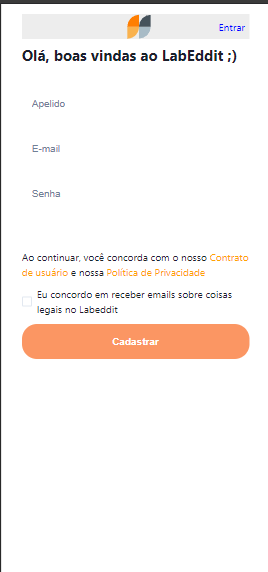 Entrar
Olá, boas vindas ao LabEddit ;)
Apelido
E-mail
Senha
Ao continuar, você concorda com o nosso Contrato
de usuário e nossa Política de Privacidade
Eu concordo em receber emails sobre coisas
legais no Labeddit
Cadastrar